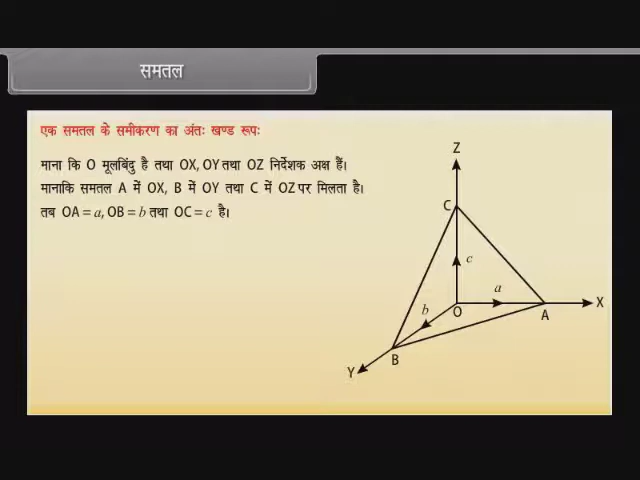 समतल
एक समतल के समीकरण का अंतः खण्ड रूपः
माना कि O मूलबिंदु है तथा OX, OY तथा OZ निर्देशक अक्ष हैं।
मानाकि समतल A में OX, B में OY तथा C में OZ पर मिलता है।
तब OA = a, OB = b तथा OC = c है।
Z
C
c
a
X
b
O
A
B
Y